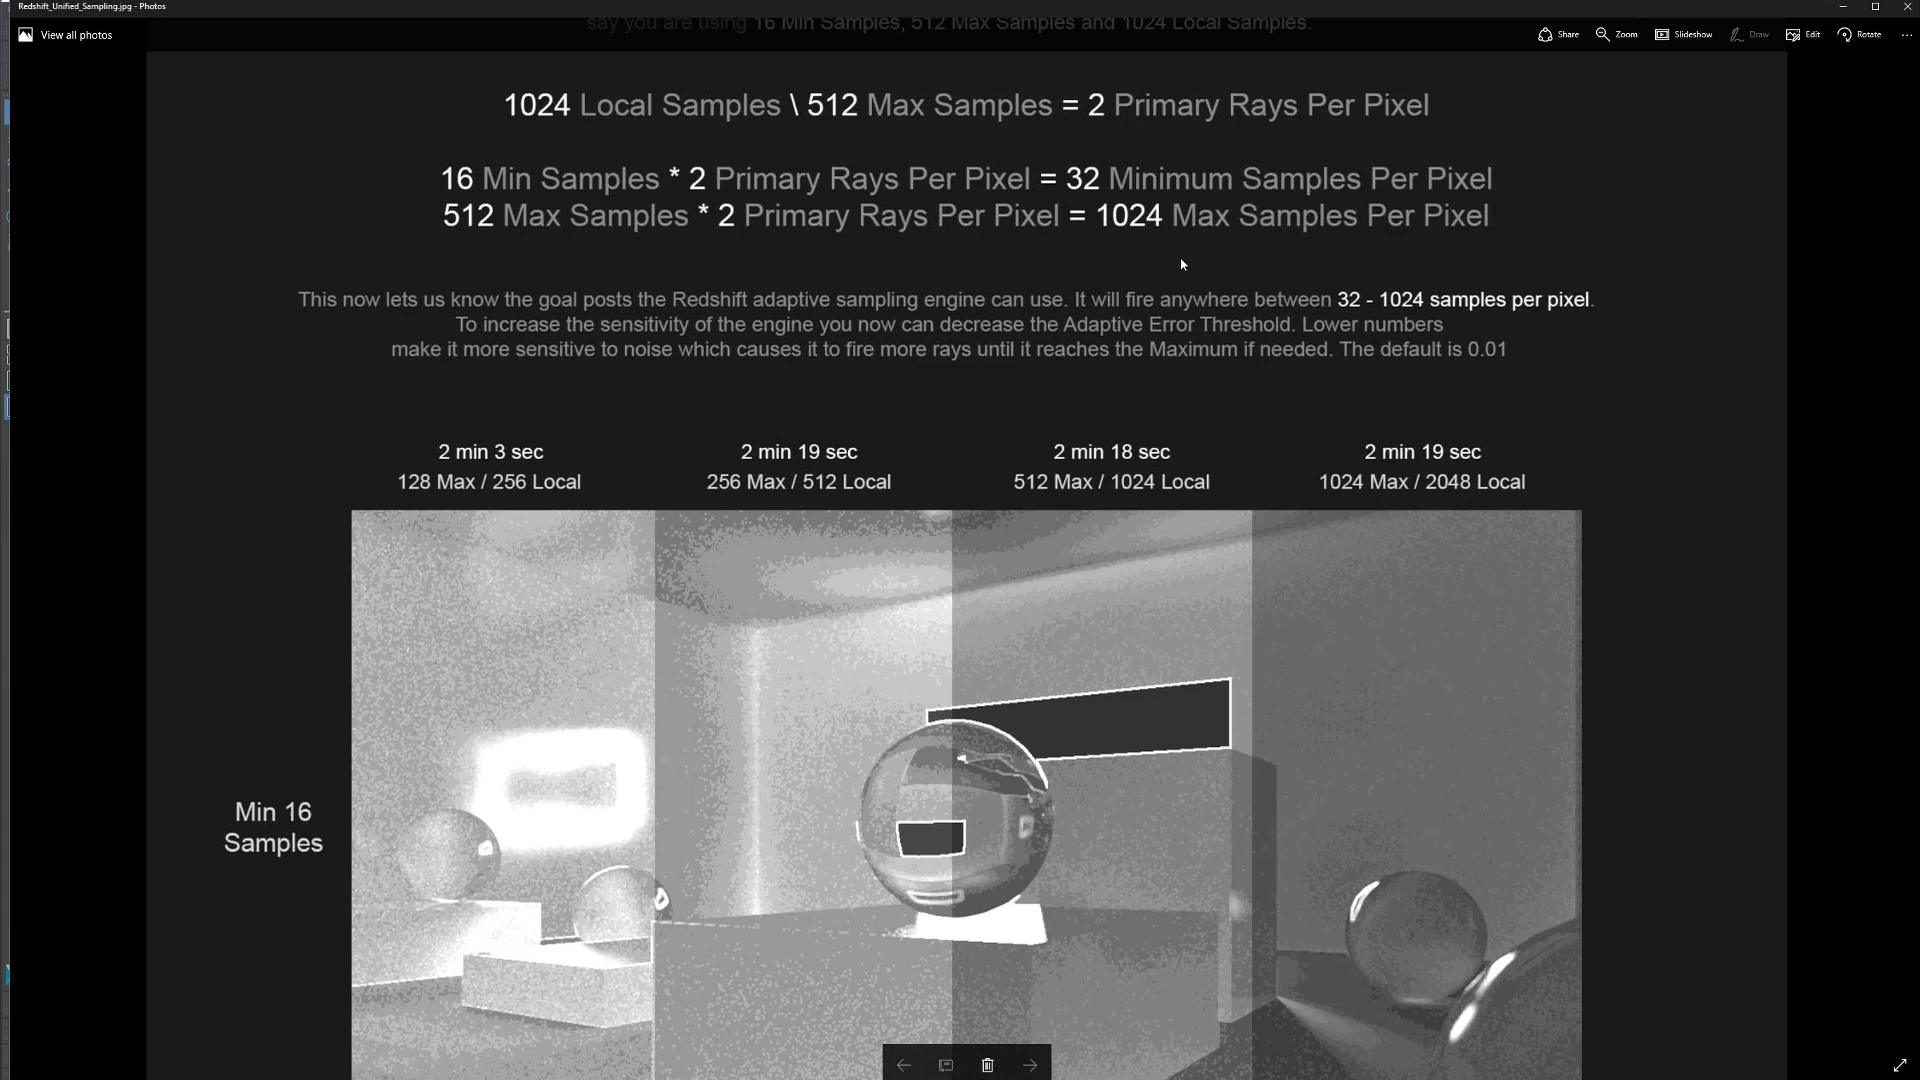 Redshift_Unified_Sampling.jpg - Photos
say you are using 16 Min Samples, 512 Max Samples and 1024 Local Samples.
View all photos
Share
Zoom
Slideshow
Draw
Edit
Rotate
1024 Local Samples \ 512 Max Samples = 2 Primary Rays Per Pixel
16 Min Samples * 2 Primary Rays Per Pixel = 32 Minimum Samples Per Pixel
512 Max Samples * 2 Primary Rays Per Pixel = 1024 Max Samples Per Pixel
This now lets us know the goal posts the Redshift adaptive sampling engine can use. It will fire anywhere between 32 - 1024 samples per pixel.
To increase the sensitivity of the engine you now can decrease the Adaptive Error Threshold. Lower numbers
make it more sensitive to noise which causes it to fire more rays until it reaches the Maximum if needed. The default is 0.01
2 min 3 sec
128 Max / 256 Local
2 min 19 sec
256 Max / 512 Local
2 min 18 sec
512 Max / 1024 Local
2 min 19 sec
1024 Max / 2048 Local
Min 16
Samples